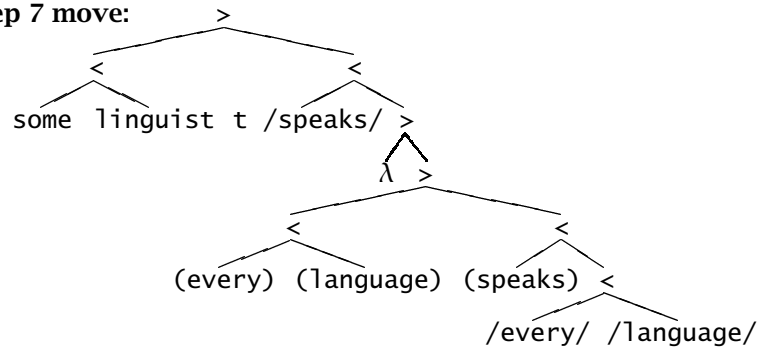 ep 7 move: >
< <
some linguist t /speaks/ >
λ >
< <
(every) (language) (speaks) <
/every/ /language/